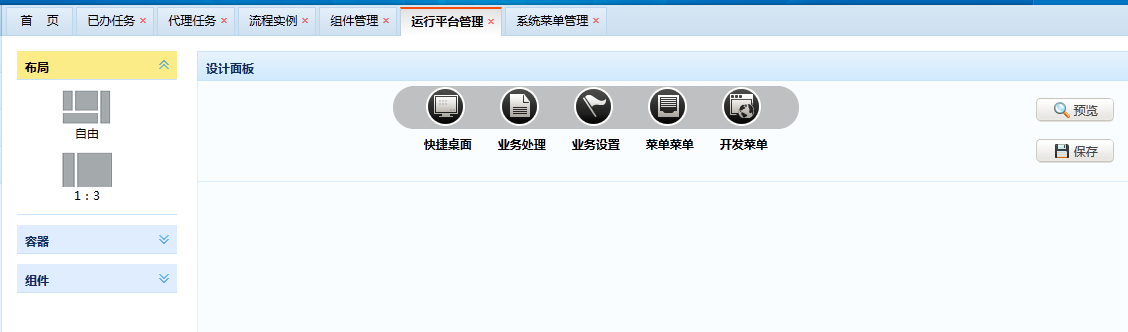 首 页 已办任务 × 代理任务 × 流程实例 × 组件管理 × 运行平台管理 × 系统菜单管理 ×
布局
自由
1：3
容器
组件
设计面板
快捷桌面 业务处理 业务设置 菜单菜单 开发菜单
预览
保存